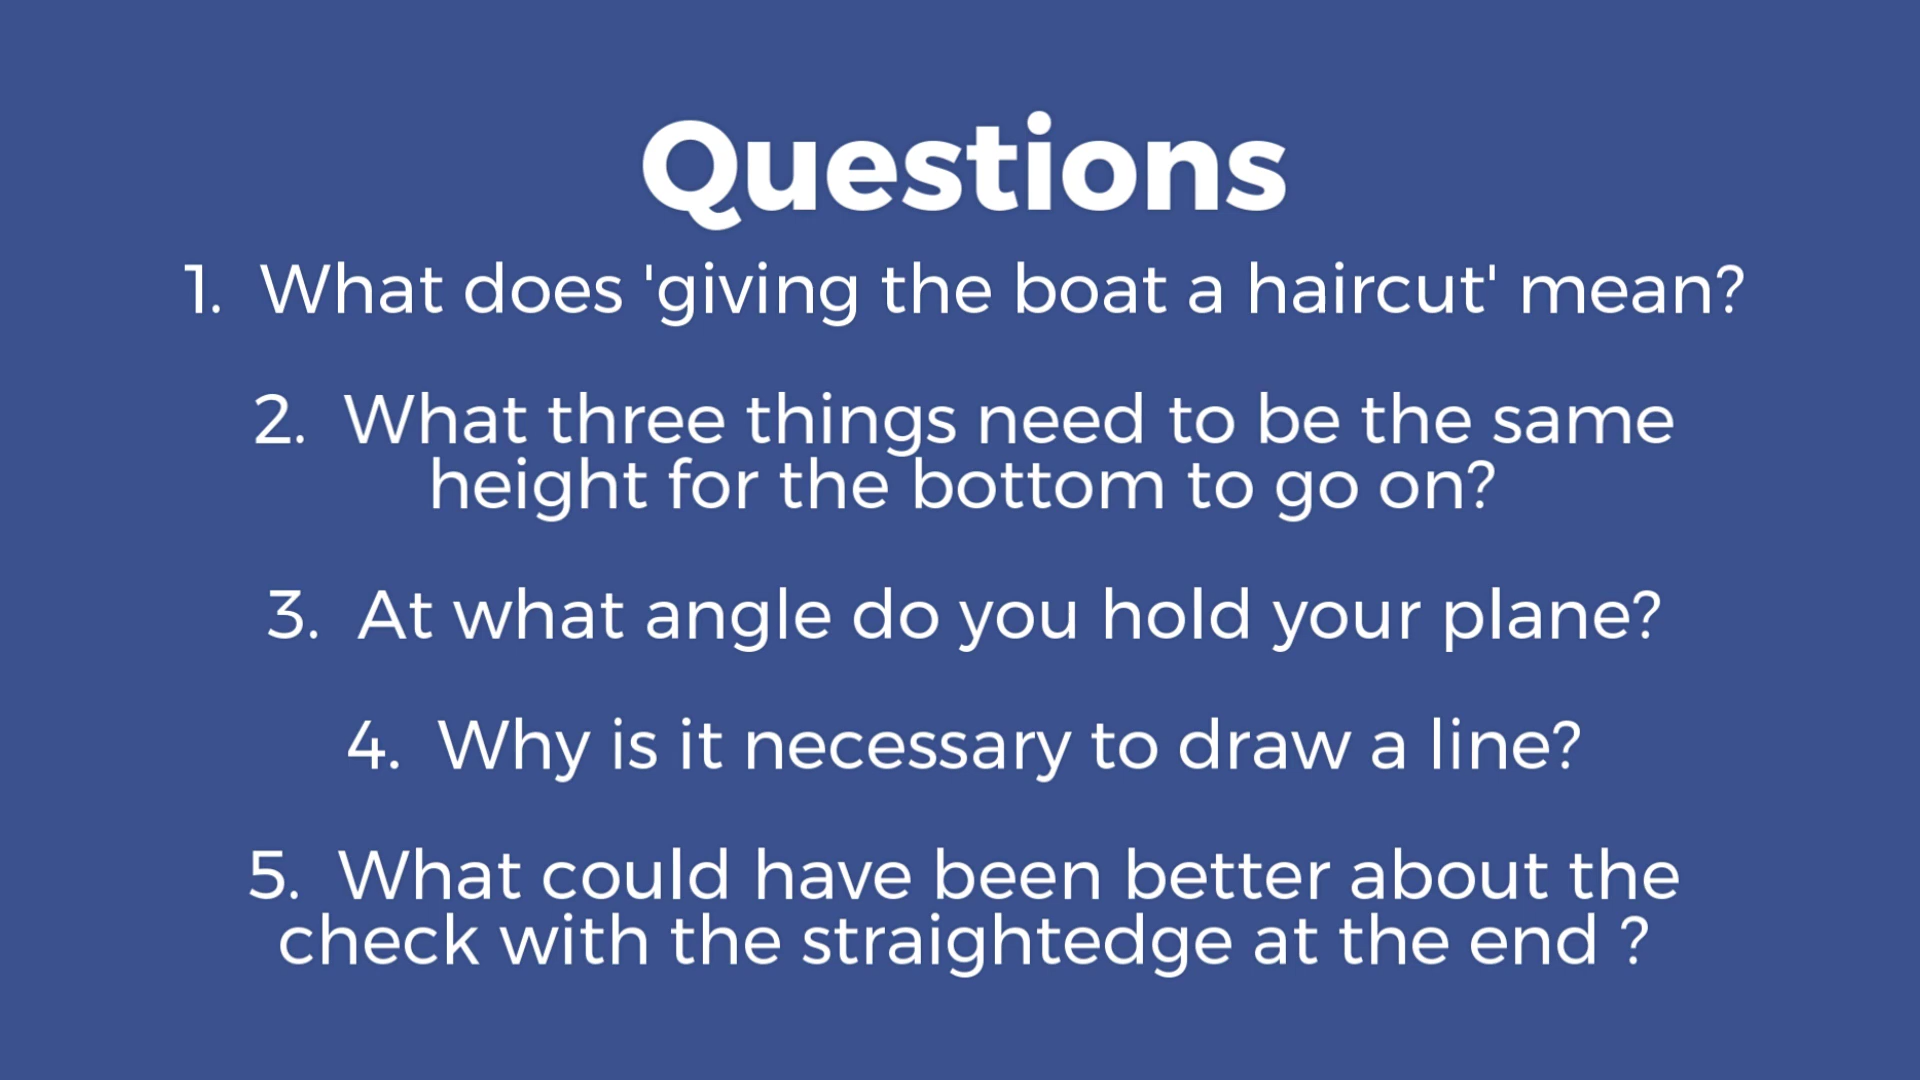 Questions
1. What does 'giving the boat a haircut' mean?
2. What three things need to be the same
height for the bottom to go on?
3. At what angle do you hold your plane?
4. Why is it necessary to draw a line?
5. What could have been better about the
check with the straightedge at the end ?